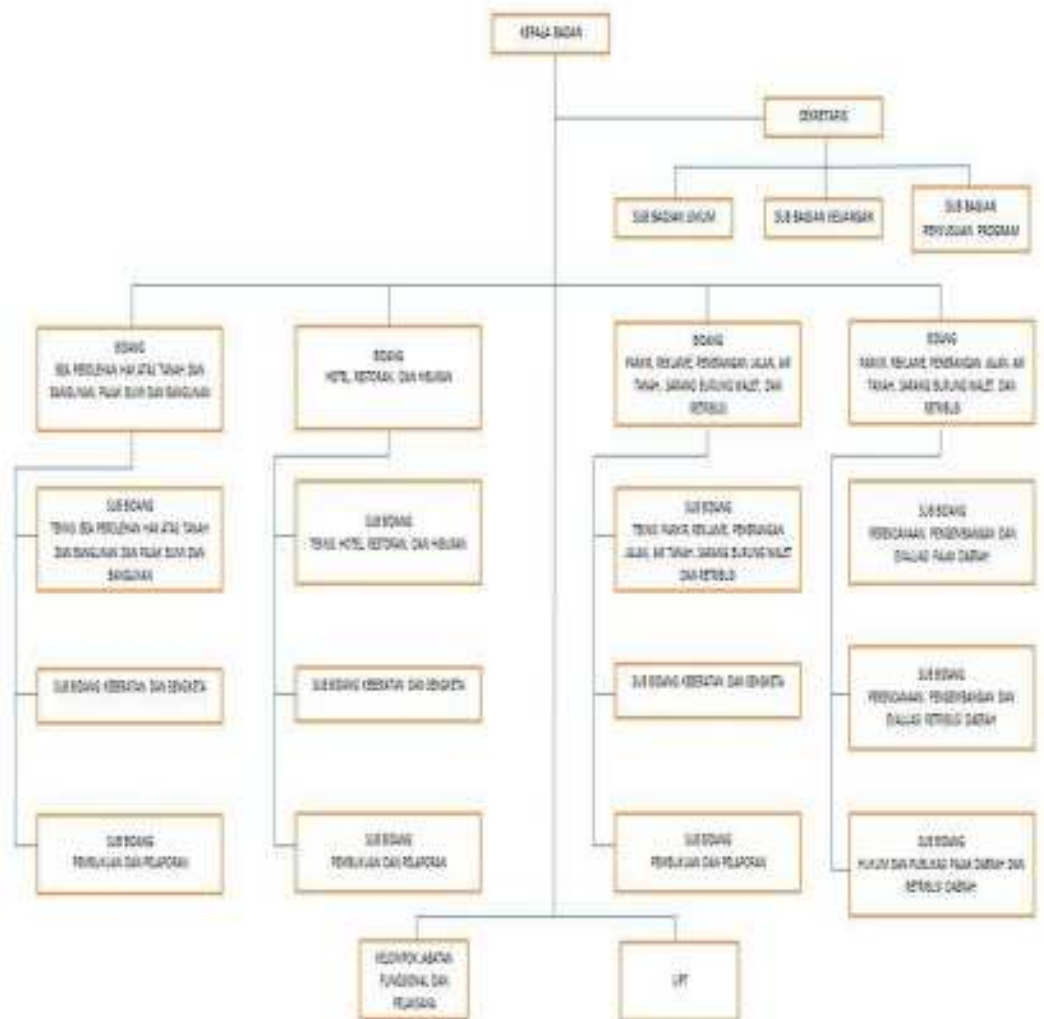 KEPALA BADAN
SEKRETARIS
SUB BAGIAN UMUM
SUB BAGIAN KEUANGAN
SUB BAGIAN
PENYUSUNAN PROGRAM
BIDANG
BEA PEROLEHAN HAK ATAS TANAH DAN
BANGUNAN, PAJAK BUMI DAN BANGUNAN
BIDANG
HOTEL, RESTORAN, DAN HIBURAN
BIDANG
PARKIR, REKLAME, PENERANGAN JALAN, AIR
TANAH, SARANG BURUNG WALET, DAN
RETRIBUSI
BIDANG
PARKIR, REKLAME, PENERANGAN JALAN, AIR
TANAH, SARANG BURUNG WALET, DAN
RETRIBUSI
SUB BIDANG
TEKNIS BEA PEROLEHAN HAK ATAS TANAH
DAN BANGUNAN DAN PAJAK BUMI DAN
BANGUNAN
SUB BIDANG
TEKNIS HOTEL, RESTORAN, DAN HIBURAN
SUB BIDANG
TEKNIS PARKIR, REKLAME, PENERANGAN
JALAN, AIR TANAH, SARANG BURUNG WALET
DAN RETRIBUSI
SUB BIDANG
PERENCANAAN, PENGEMBANGAN DAN
EVALUASI PAJAK DAERAH
SUB BIDANG KEBERATAN DAN SENGKETA
SUB BIDANG KEBERATAN DAN SENGKETA
SUB BIDANG KEBERATAN DAN SENGKETA
SUB BIDANG
PERENCANAAN, PENGEMBANGAN DAN
EVALUASI RETRIBUSI DAERAH
SUB BIDANG
PEMBUKUAN DAN PELAPORAN
SUB BIDANG
PEMBUKUAN DAN PELAPORAN
SUB BIDANG
PEMBUKUAN DAN PELAPORAN
SUB BIDANG
HUKUM DAN PUBLIKASI PAJAK DAERAH DAN
RETRIBUSI DAERAH
KELOMPOK JABATAN
FUNGSIONAL DAN
PELAKSANA
UPT